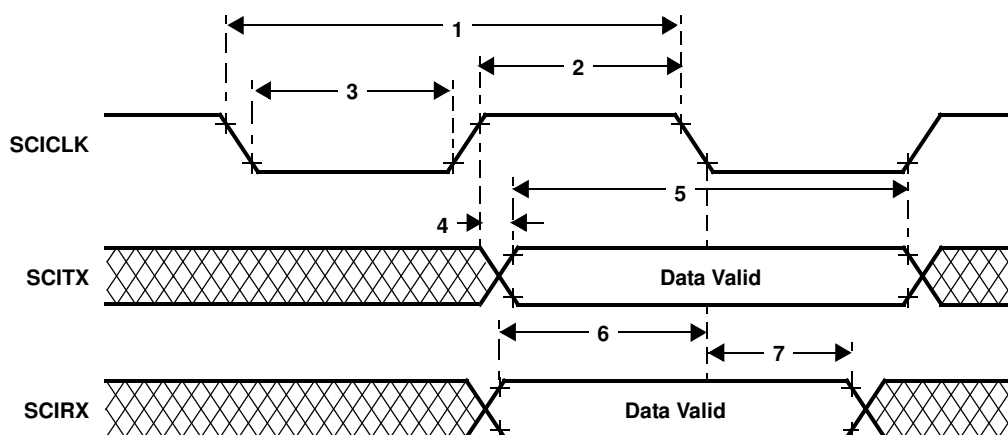 1
2
3
SCICLK
5
4
SCITX
Data Valid
6
7
SCIRX
Data Valid